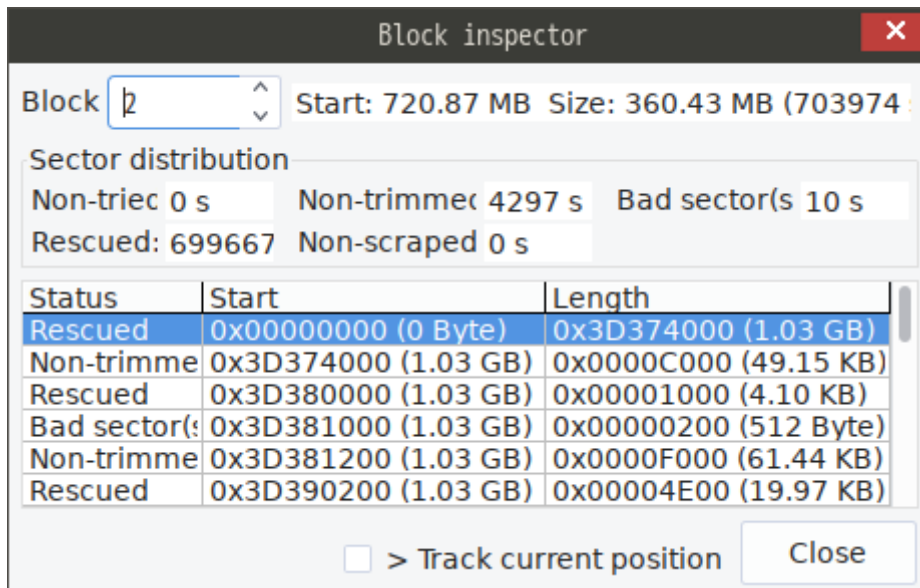 Block inspector
Block 2 Start: 720.87 MB Size: 360.43 MB (703974
Sector distribution
Non-tried 0 s Non-trimmed 4297 s Bad sector(s 10 s
Rescued: 699667 Non-scraped 0 s
Status Start Length
Rescued 0x00000000 (0 Byte) 0x3D374000 (1.03 GB)
Non-trimme 0x3D374000 (1.03 GB) 0x0000C000 (49.15 KB)
Rescued 0x3D380000 (1.03 GB) 0x00001000 (4.10 KB)
Bad sector(s 0x3D381000 (1.03 GB) 0x00000200 (512 Byte)
Non-trimme 0x3D381200 (1.03 GB) 0x0000F000 (61.44 KB)
Rescued 0x3D390200 (1.03 GB) 0x00004E00 (19.97 KB)
> Track current position Close